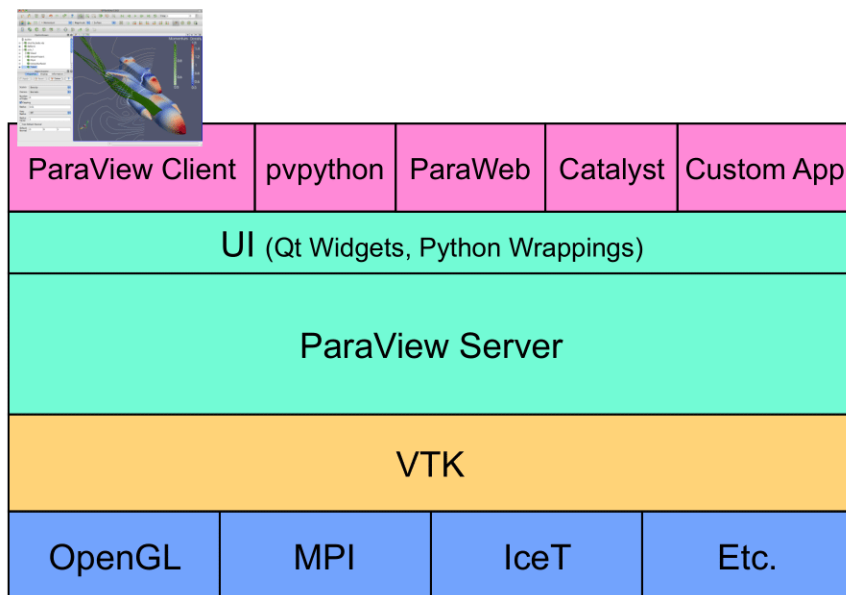 ParaView Client
pvpython
ParaWeb
Catalyst
Custom App
UI (Qt Widgets, Python Wrappings)
ParaView Server
VTK
OpenGL
MPI
IceT
Etc.